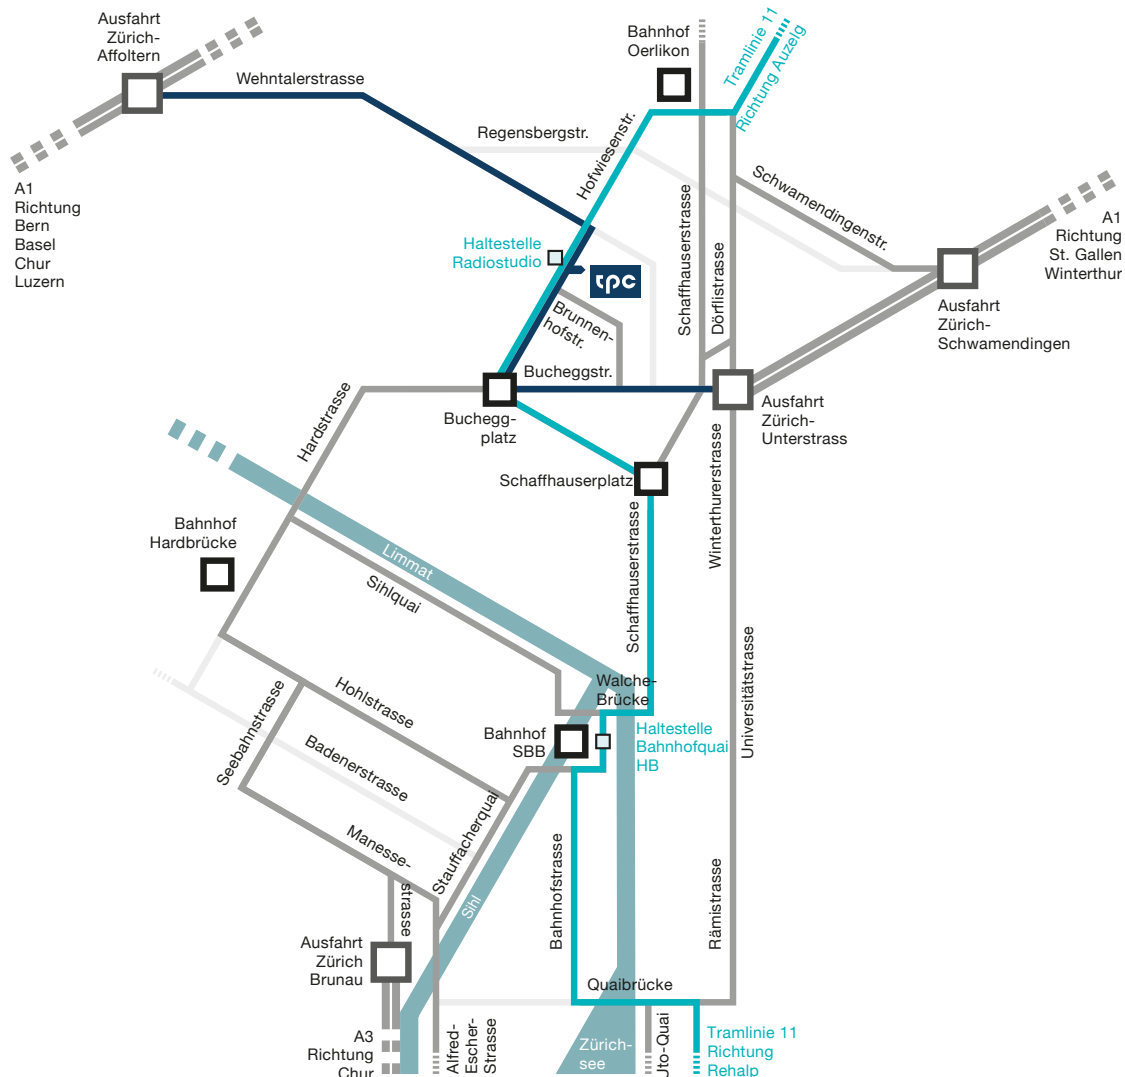 Ausfahrt
Zürich-
Affoltern
Wehntalerstrasse
Bahnhof
Oerlikon
Tramlinie 11
Richtung Auzelg
Regensbergstr.
Hofwiesenstr.
Schwamendingenstr.
A1
Richtung
Bern
Basel
Chur
Luzern
Haltestelle
Radiostudio
tpc
Schaffhauserstrasse
Dörflistrasse
A1
Richtung
St. Gallen
Winterthur
Ausfahrt
Zürich-
Schwamendingen
Brunnen-
hofstr.
Bucheggstr.
Buchegg-
platz
Ausfahrt
Zürich-
Unterstrass
Hardstrasse
Schaffhauserplatz
Winterthurerstrasse
Bahnhof
Hardbrücke
Limmat
Sihlquai
Schaffhauserstrasse
Universitätstrasse
Walche-
Brücke
Hohlstrasse
Seebahnstrasse
Badenerstrasse
Bahnhof
SBB
Haltestelle
Bahnhofquai
HB
Manesse-
strasse
Stauffacherquai
Sihl
Bahnhofstrasse
Rämistrasse
Ausfahrt
Zürich
Brunau
Quaibrücke
A3
Richtung
Chur
Alfred-
Escher-
Strasse
Zürich-
see
Uto-Quai
Tramlinie 11
Richtung
Rehalp